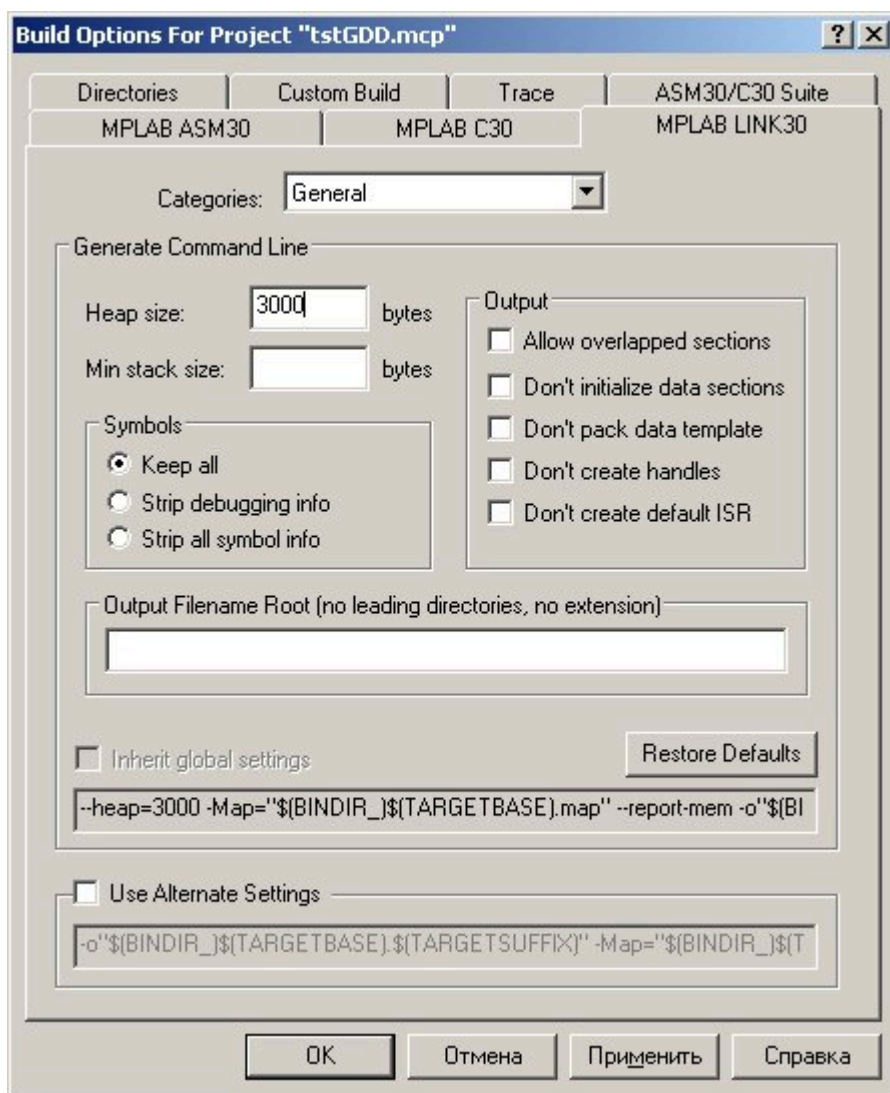 Build Options For Project "tstGDD.mcp"
Directories Custom Build Trace ASM30/C30 Suite
MPLAB ASM30 MPLAB C30 MPLAB LINK30
Categories: General
Generate Command Line
Heap size: 3000 bytes
Min stack size: bytes
Symbols
Keep all
Strip debugging info
Strip all symbol info
Output
Allow overlapped sections
Don't initialize data sections
Don't pack data template
Don't create handles
Don't create default ISR
Output Filename Root (no leading directories, no extension)
Inherit global settings
Restore Defaults
--heap=3000 -Map="$(BINDIR_)$(TARGETBASE).map" --report-mem -o"$(BI
Use Alternate Settings
-o"$(BINDIR_)$(TARGETBASE).$(TARGETSUFFIX)" -Map="$(BINDIR_)$(T
OK Отмена Применить Справка